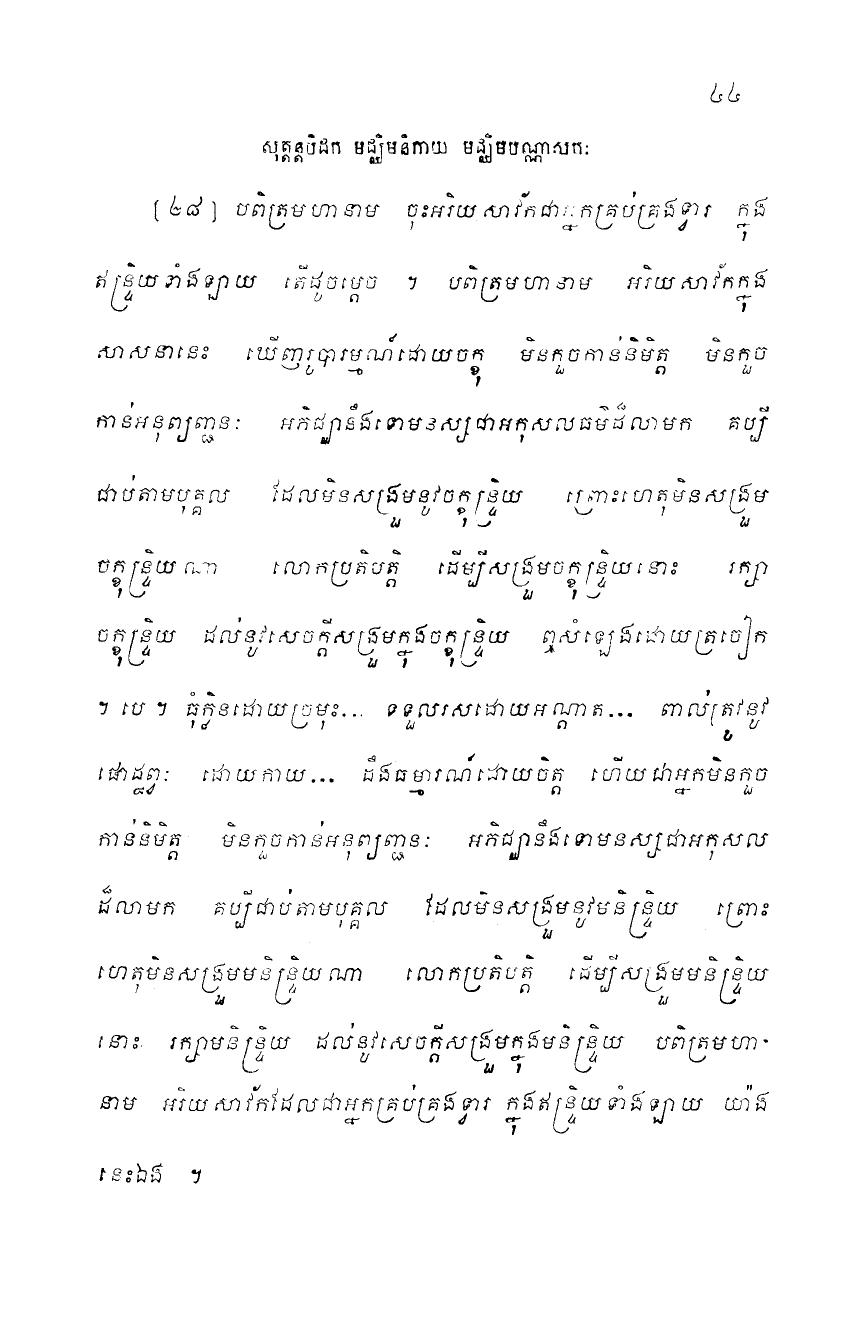 ៤៤
សុត្តន្តបិដក មជ្ឈិមនិកាយ មជ្ឈិមបណ្ណាសកៈ
[៤៨] បពិត្រមហានាម ចុះអរិយសាវ័កជាអ្នកគ្រប់គ្រងទ្វារ ក្នុង
ឥន្ទ្រិយទាំងឡាយ តើដូចម្តេច ។ បពិត្រមហានាម អរិយសាវ័កក្នុង
សាសនានេះ ឃើញរូបារម្មណ៍ដោយចក្ខុ មិនកួចកាន់និមិត្ត មិនកួច
កាន់អនុព្យញ្ជនៈ អភិជ្ឈានឹងទោមនស្សជាអកុសលធម៌ដ៏លាមក គប្បី
ជាប់តាមបុគ្គល ដែលមិនសង្រួមនូវចក្ខុន្ទ្រិយ ព្រោះហេតុមិនសង្រួម
ចក្ខុន្ទ្រិយណា លោកប្រតិបត្តិ ដើម្បីសង្រួមចក្ខុន្ទ្រិយនោះ រក្សា
ចក្ខុន្ទ្រិយ ដល់នូវសេចក្តីសង្រួមក្នុងចក្ខុន្ទ្រិយ ឮសំឡេងដោយត្រចៀក
។ បេ ។ ធុំក្លិនដោយច្រមុះ... ទទួលរសដោយអណ្តាត... ពាល់ត្រូវនូវ
ផោដ្ឋព្វៈ ដោយកាយ... ដឹងធម្មារណ៍ដោយចិត្ត ហើយជាអ្នកមិនកួច
កាន់និមិត្ត មិនកួចកាន់អនុព្យញ្ជនៈ អភិជ្ឈានឹងទោមនស្សជាអកុសល
ដ៏លាមក គប្បីជាប់តាមបុគ្គល ដែលមិនសង្រួមនូវមនិន្ទ្រិយ ព្រោះ
ហេតុមិនសង្រួមមនិន្ទ្រិយណា លោកប្រតិបត្តិ ដើម្បីសង្រួមមនិន្ទ្រិយ
នោះ រក្សាមនិន្ទ្រិយ ដល់នូវសេចក្តីសង្រួមក្នុងមនិន្ទ្រិយ បពិត្រមហា-
នាម អរិយសាវ័កដែលជាអ្នកគ្រប់គ្រងទ្វារ ក្នុងឥន្ទ្រិយទាំងឡាយ យ៉ាង
នេះឯង ។